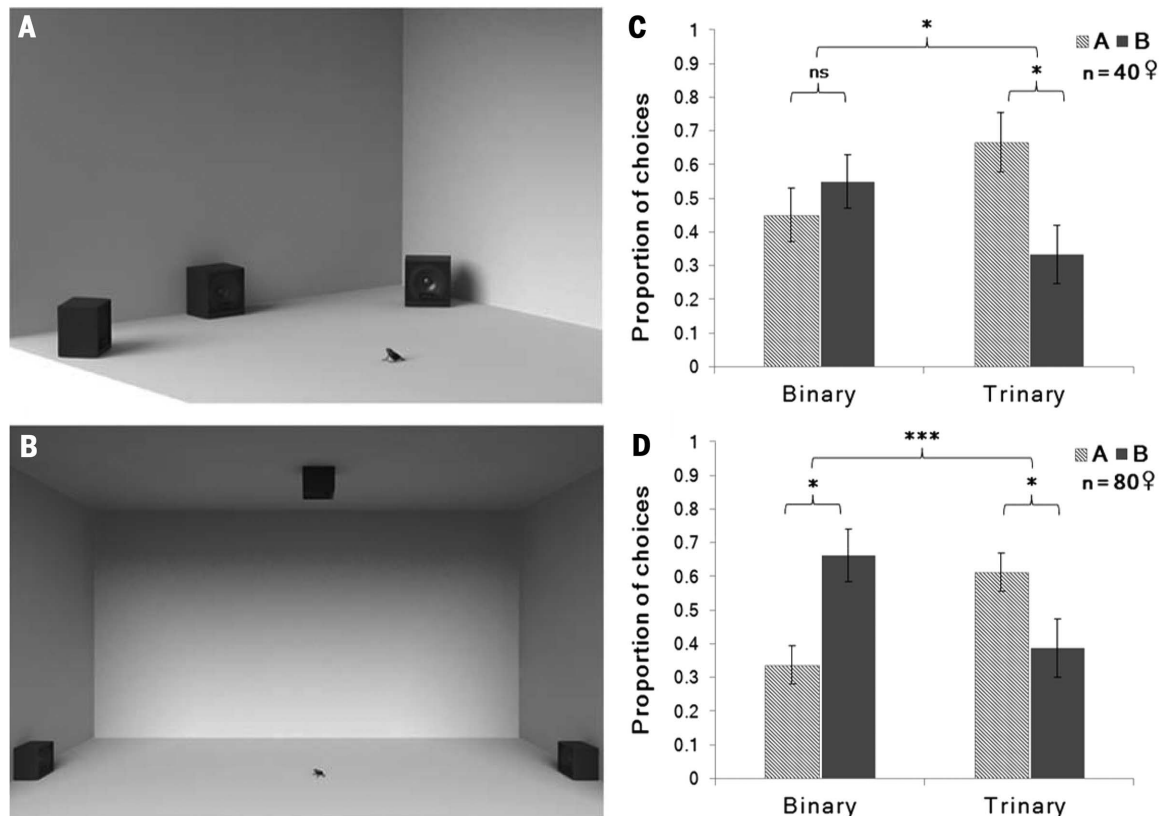 A
B
C
Proportion of choices
1
0.9
0.8
0.7
0.6
0.5
0.4
0.3
0.2
0.1
0
*
ns
*
A B
n = 40 ♀
Binary Trinary
D
Proportion of choices
1
0.9
0.8
0.7
0.6
0.5
0.4
0.3
0.2
0.1
0
***
*
*
A B
n = 80 ♀
Binary Trinary